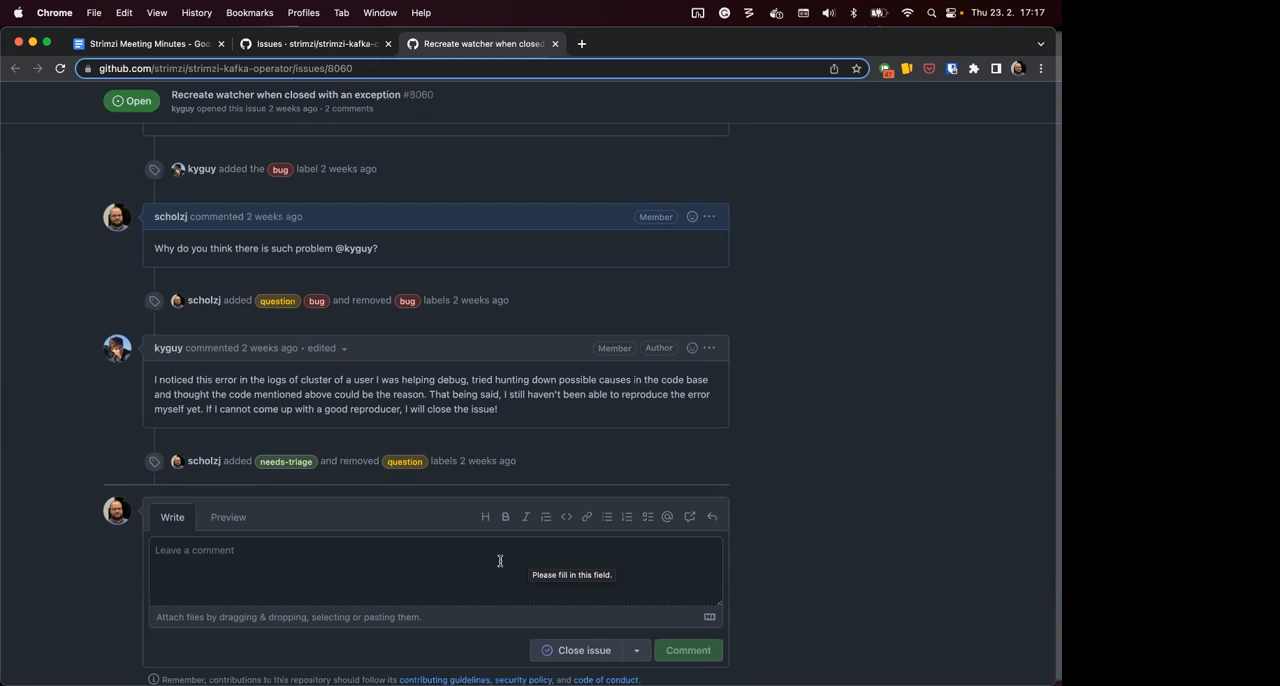 Chrome File Edit View History Bookmarks Profiles Tab Window Help Thu 23. 2. 17:17
Strimzi Meeting Minutes - Goo Issues · strimzi/strimzi-kafka-o Recreate watcher when closed
github.com/strimzi/strimzi-kafka-operator/issues/8060 47
Open Recreate watcher when closed with an exception #8060
kyguy opened this issue 2 weeks ago · 2 comments
kyguy added the bug label 2 weeks ago
scholzj commented 2 weeks ago Member
Why do you think there is such problem @kyguy?
scholzj added question bug and removed bug labels 2 weeks ago
kyguy commented 2 weeks ago · edited Member Author
I noticed this error in the logs of cluster of a user I was helping debug, tried hunting down possible causes in the code base
and thought the code mentioned above could be the reason. That being said, I still haven't been able to reproduce the error
myself yet. If I cannot come up with a good reproducer, I will close the issue!
scholzj added needs-triage and removed question labels 2 weeks ago
Write Preview
Leave a comment
Please fill in this field.
Attach files by dragging & dropping, selecting or pasting them.
Close issue Comment
Remember, contributions to this repository should follow its contributing guidelines, security policy, and code of conduct.